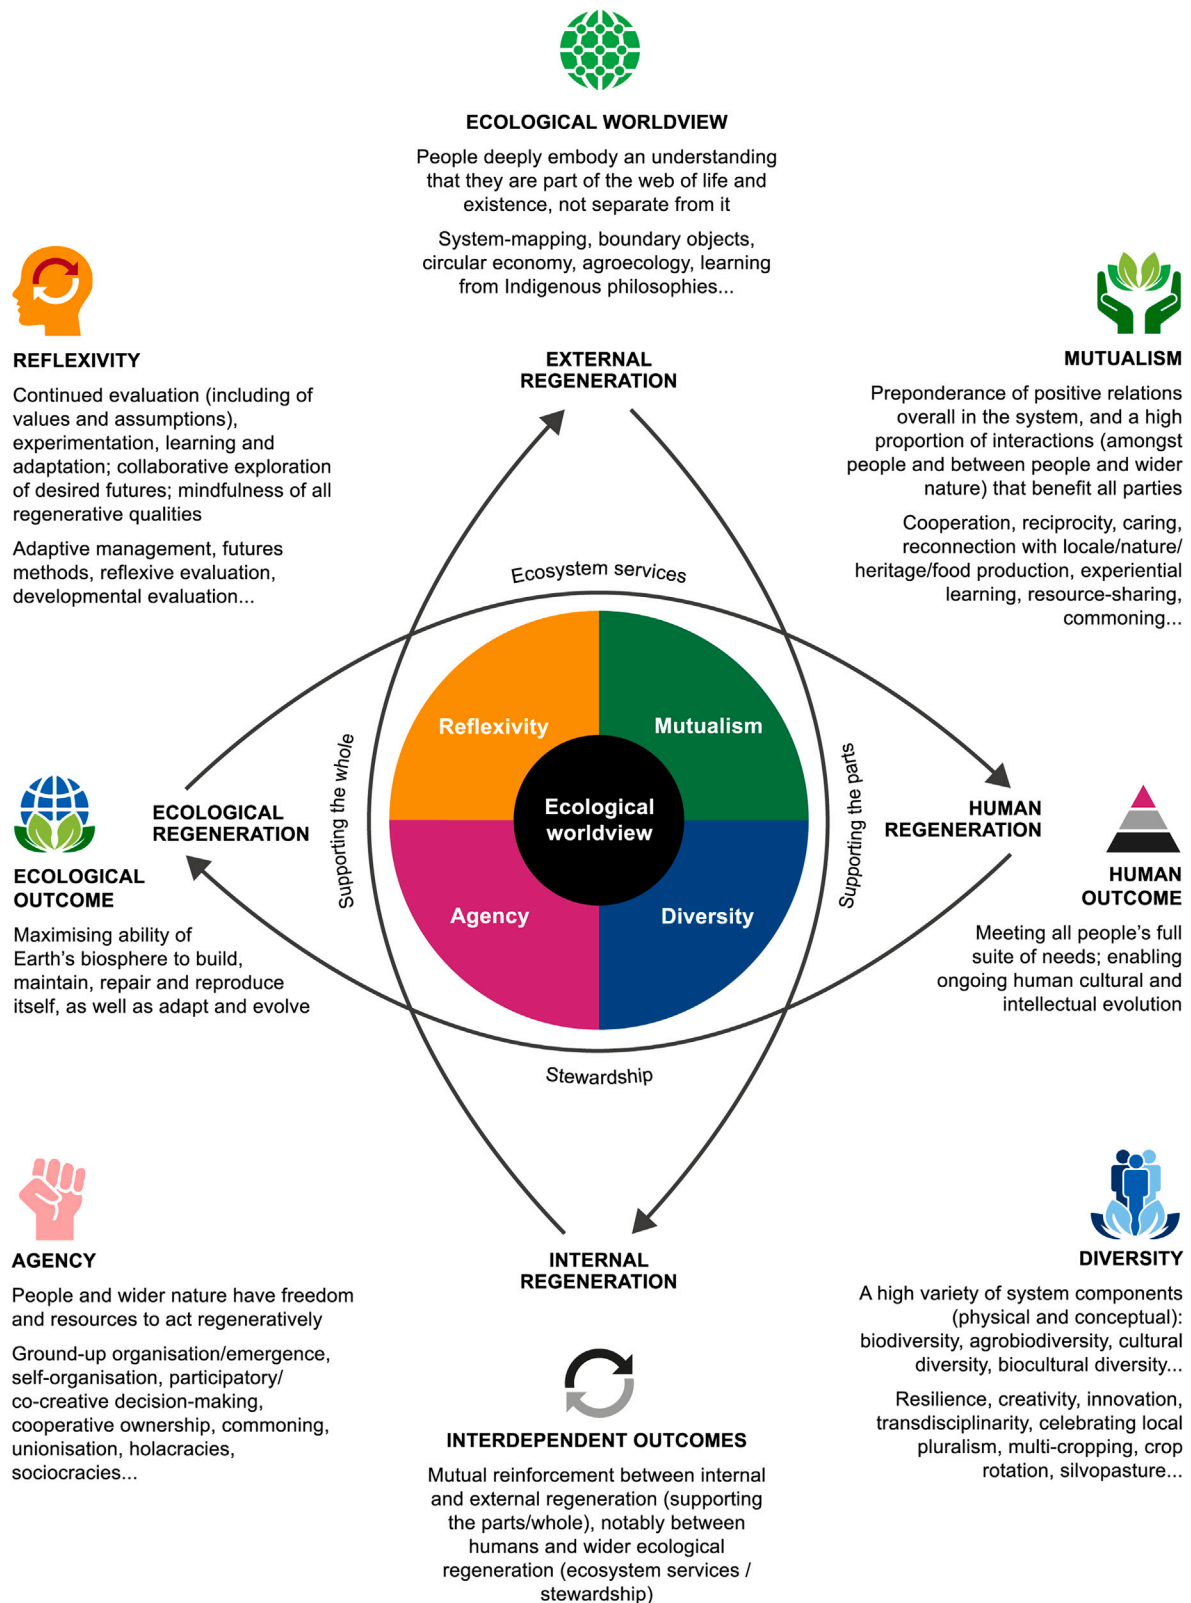 ECOLOGICAL WORLDVIEW
People deeply embody an understanding
that they are part of the web of life and
existence, not separate from it
System-mapping, boundary objects,
circular economy, agroecology, learning
from Indigenous philosophies...
REFLEXIVITY
Continued evaluation (including of
values and assumptions),
experimentation, learning and
adaptation; collaborative exploration
of desired futures; mindfulness of all
regenerative qualities
Adaptive management, futures
methods, reflexive evaluation,
developmental evaluation...
EXTERNAL
REGENERATION
MUTUALISM
Preponderance of positive relations
overall in the system, and a high
proportion of interactions (amongst
people and between people and wider
nature) that benefit all parties
Cooperation, reciprocity, caring,
reconnection with locale/nature/
heritage/food production, experiential
learning, resource-sharing,
commoning...
Ecosystem services
Reflexivity
Mutualism
Supporting the whole
Supporting the parts
Ecological
worldview
Agency
Diversity
Stewardship
ECOLOGICAL
REGENERATION
HUMAN
REGENERATION
ECOLOGICAL
OUTCOME
Maximising ability of
Earth's biosphere to build,
maintain, repair and reproduce
itself, as well as adapt and evolve
HUMAN
OUTCOME
Meeting all people's full
suite of needs; enabling
ongoing human cultural and
intellectual evolution
AGENCY
People and wider nature have freedom
and resources to act regeneratively
Ground-up organisation/emergence,
self-organisation, participatory/
co-creative decision-making,
cooperative ownership, commoning,
unionisation, holacracies,
sociocracies...
INTERNAL
REGENERATION
INTERDEPENDENT OUTCOMES
Mutual reinforcement between internal
and external regeneration (supporting
the parts/whole), notably between
humans and wider ecological
regeneration (ecosystem services /
stewardship)
DIVERSITY
A high variety of system components
(physical and conceptual):
biodiversity, agrobiodiversity, cultural
diversity, biocultural diversity...
Resilience, creativity, innovation,
transdisciplinarity, celebrating local
pluralism, multi-cropping, crop
rotation, silvopasture...